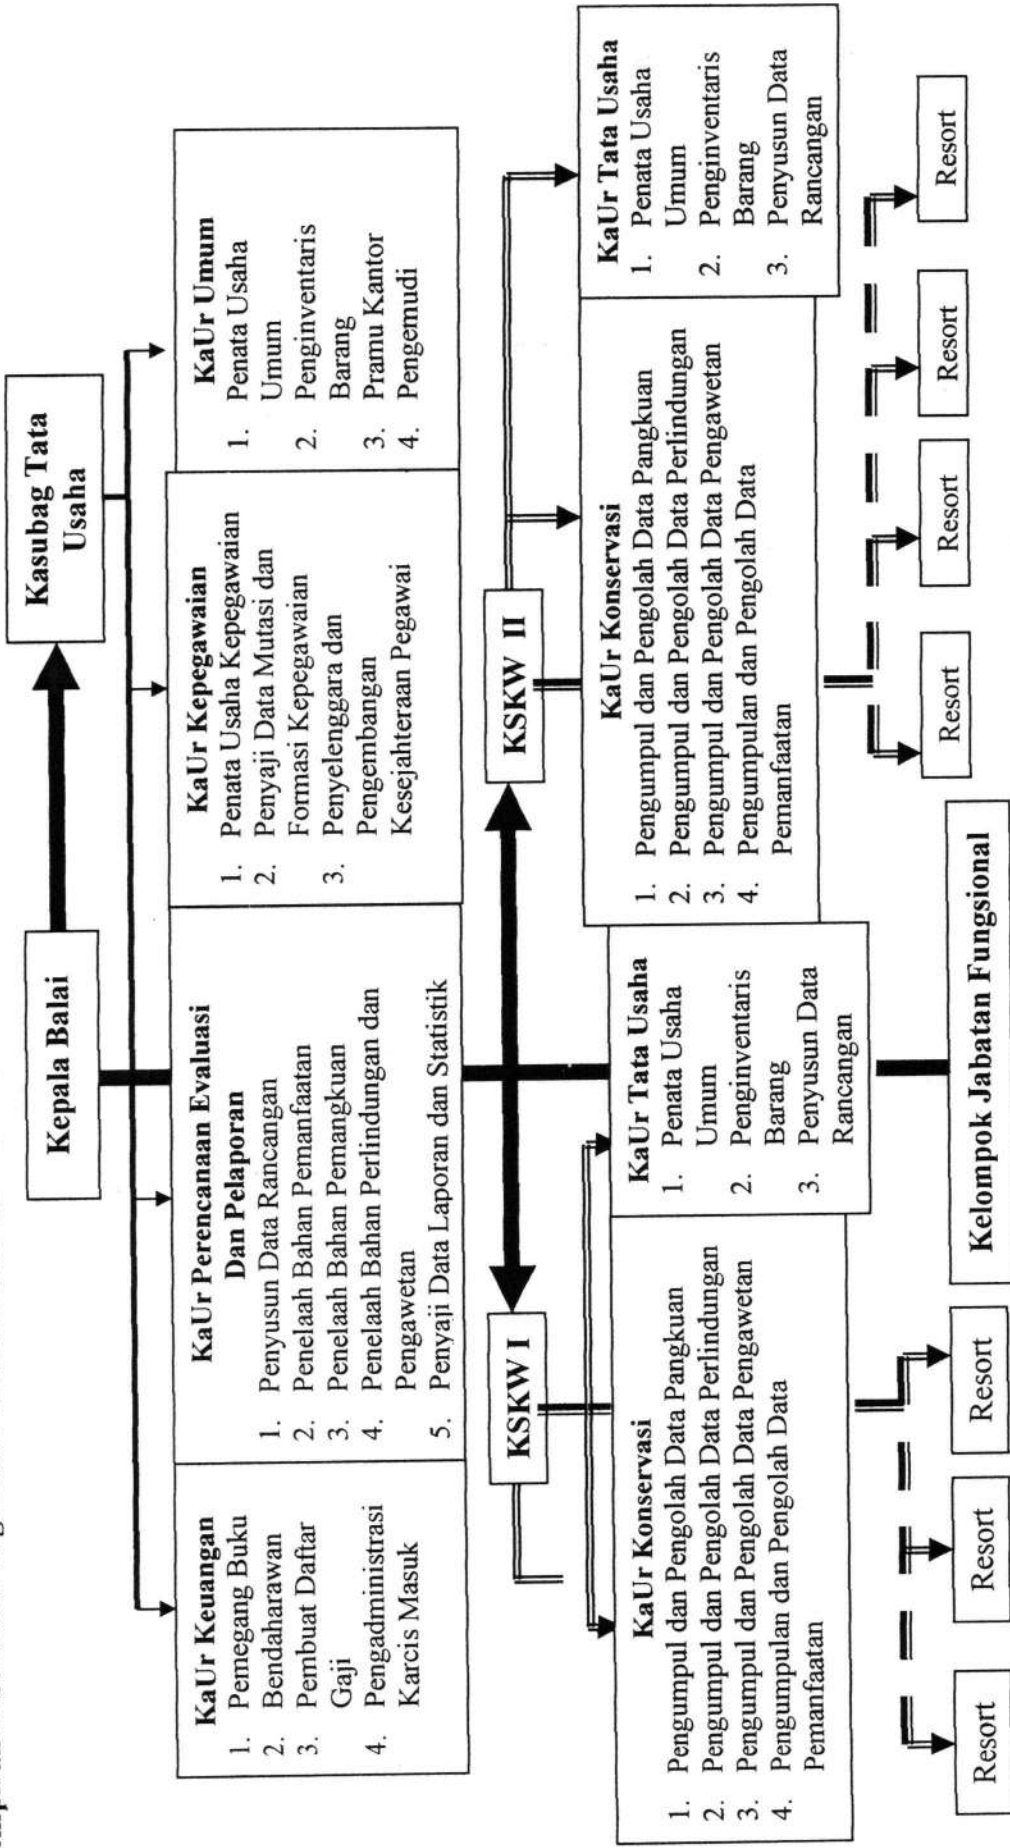 Kepala Balai
Kasubag Tata
Usaha
KaUr Keuangan
1. Pemegang Buku
2. Bendaharawan
3. Pembuat Daftar
Gaji
4. Pengadministrasi
Karcis Masuk
KaUr Perencanaan Evaluasi
Dan Pelaporan
1. Penyusun Data Rancangan
2. Penelaah Bahan Pemanfaatan
3. Penelaah Bahan Pemangkuan
4. Penelaah Bahan Perlindungan dan
Pengawetan
5. Penyaji Data Laporan dan Statistik
KaUr Kepegawaian
1. Penata Usaha Kepegawaian
2. Penyaji Data Mutasi dan
Formasi Kepegawaian
3. Penyelenggara dan
Pengembangan
Kesejahteraan Pegawai
KaUr Umum
1. Penata Usaha
Umum
2. Penginventaris
Barang
3. Pramu Kantor
4. Pengemudi
KSKW I
KSKW II
KaUr Konservasi
1. Pengumpul dan Pengolah Data Pangkuan
2. Pengumpul dan Pengolah Data Perlindungan
3. Pengumpul dan Pengolah Data Pengawetan
4. Pengumpulan dan Pengolah Data
Pemanfaatan
KaUr Tata Usaha
1. Penata Usaha
Umum
2. Penginventaris
Barang
3. Penyusun Data
Rancangan
KaUr Konservasi
1. Pengumpul dan Pengolah Data Pangkuan
2. Pengumpul dan Pengolah Data Perlindungan
3. Pengumpul dan Pengolah Data Pengawetan
4. Pengumpulan dan Pengolah Data
Pemanfaatan
KaUr Tata Usaha
1. Penata Usaha
Umum
2. Penginventaris
Barang
3. Penyusun Data
Rancangan
Resort
Resort
Resort
Kelompok Jabatan Fungsional
Resort
Resort
Resort
Resort